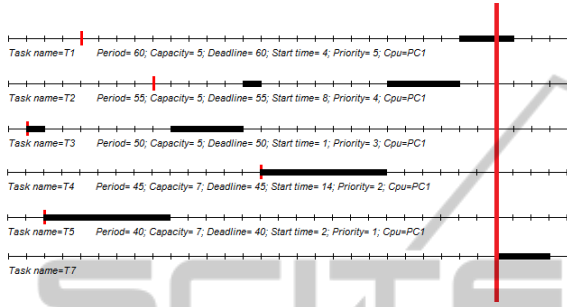 Task name=T1 Period= 60; Capacity= 5; Deadline= 60; Start time= 4; Priority= 5; Cpu=PC1
Task name=T2 Period= 55; Capacity= 5; Deadline= 55; Start time= 8; Priority= 4; Cpu=PC1
Task name=T3 Period= 50; Capacity= 5; Deadline= 50; Start time= 1; Priority= 3; Cpu=PC1
Task name=T4 Period= 45; Capacity= 7; Deadline= 45; Start time= 14; Priority= 2; Cpu=PC1
Task name=T5 Period= 40; Capacity= 7; Deadline= 40; Start time= 2; Priority= 1; Cpu=PC1
Task name=T7
SCITE